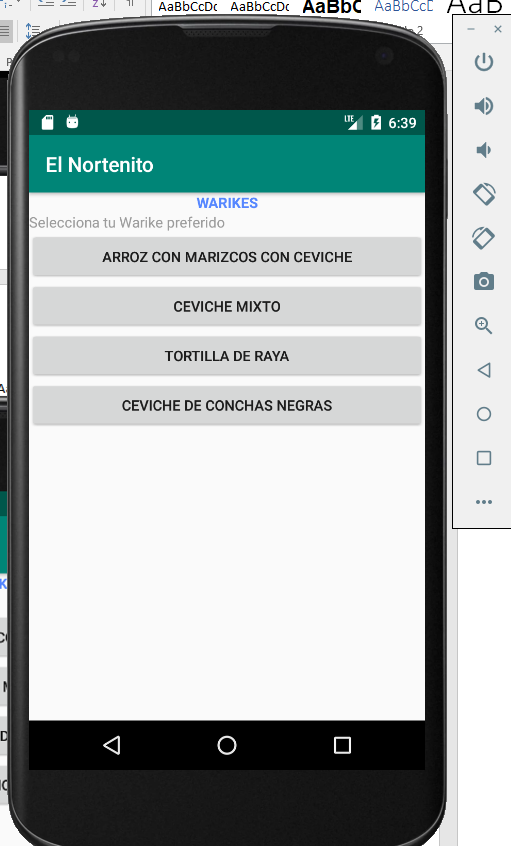 AaBbCcDc AaBbCcDc AaBbC AaBbCcD AaB
LTE 6:39
El Nortenito
WARIKES
Selecciona tu Warike preferido
ARROZ CON MARIZCOS CON CEVICHE
CEVICHE MIXTO
TORTILLA DE RAYA
CEVICHE DE CONCHAS NEGRAS